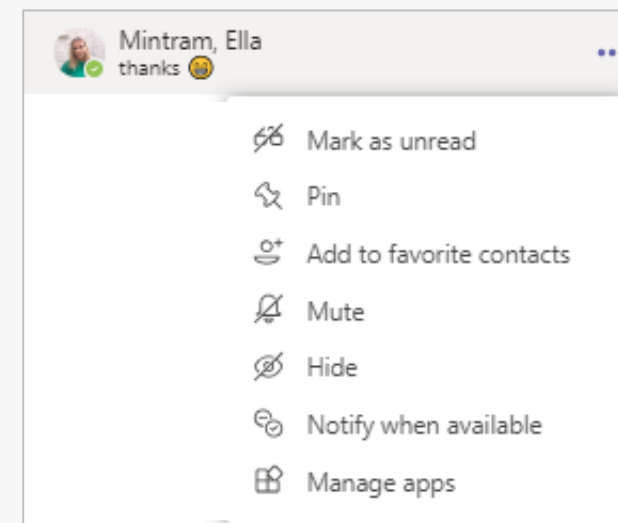 Mintram, Ella
thanks 😀
Mark as unread
Pin
Add to favorite contacts
Mute
Hide
Notify when available
Manage apps